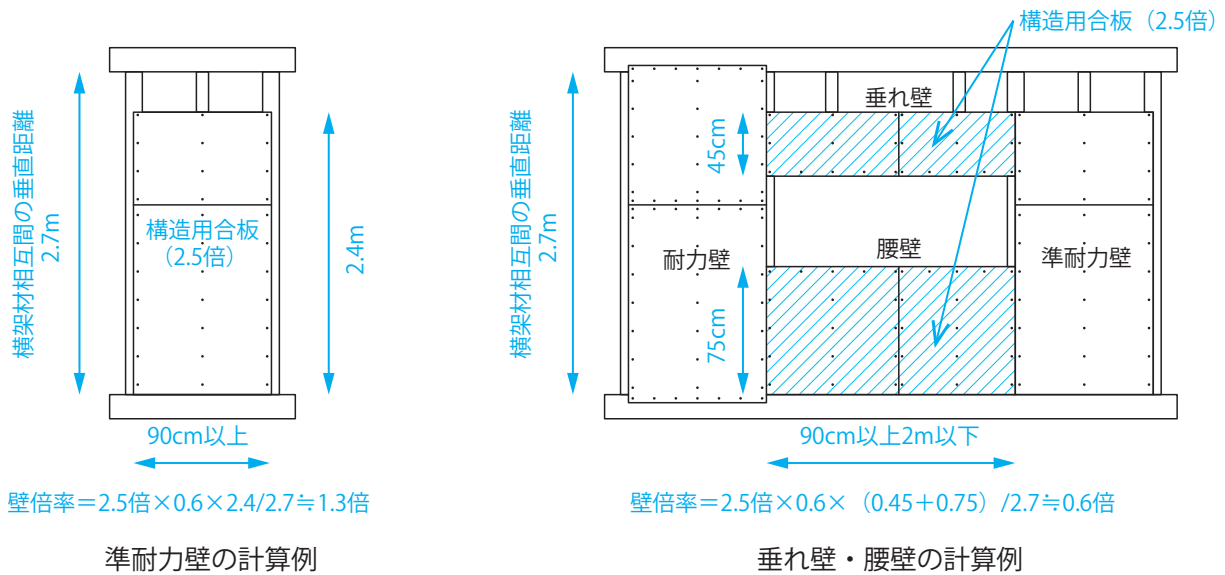 横架材相互間の垂直距離
2.7m
構造用合板
（2.5倍）
2.4m
90cm以上
壁倍率＝2.5倍×0.6×2.4/2.7≒1.3倍
準耐力壁の計算例
構造用合板（2.5倍）
横架材相互間の垂直距離
2.7m
垂れ壁
45cm
耐力壁
腰壁
準耐力壁
75cm
90cm以上2m以下
壁倍率＝2.5倍×0.6×（0.45＋0.75）/2.7≒0.6倍
垂れ壁・腰壁の計算例